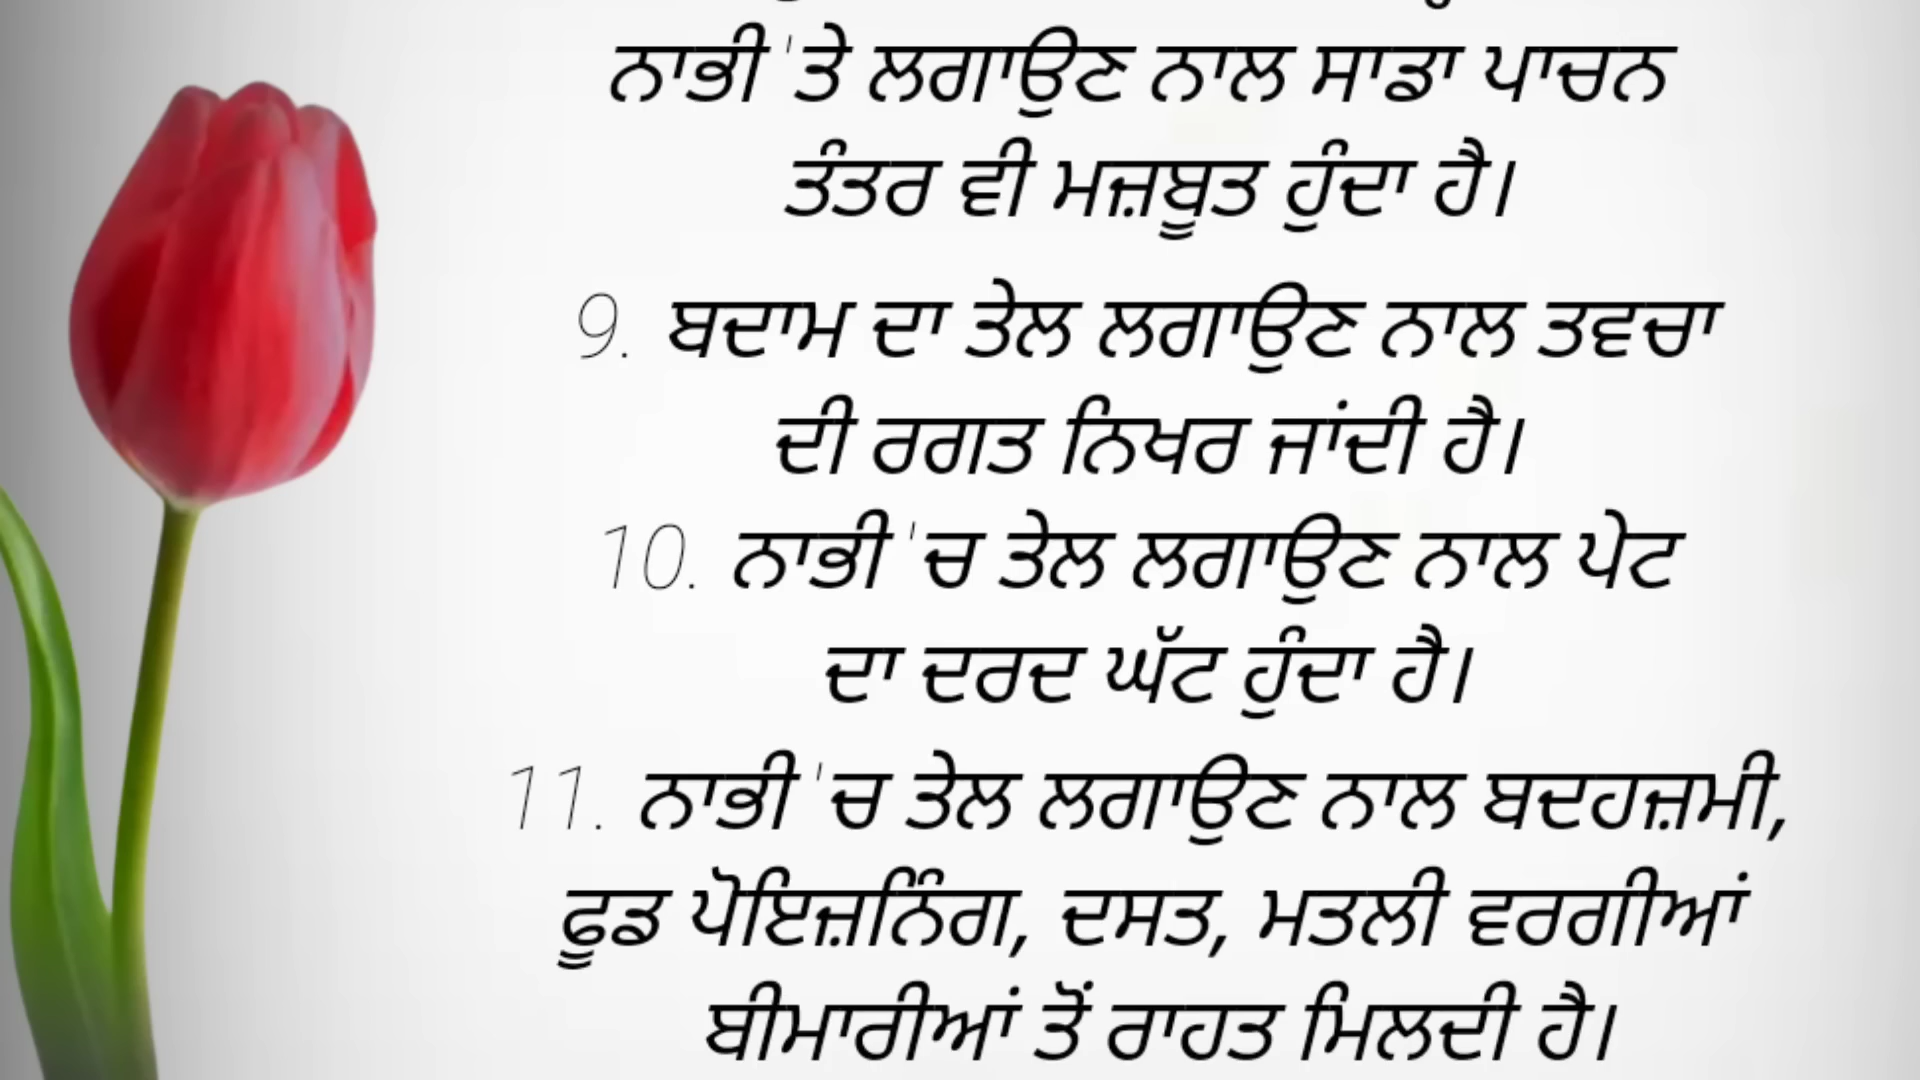 ਨਾਭੀ 'ਤੇ ਲਗਾਉਣ ਨਾਲ ਸਾਡਾ ਪਾਚਨ
ਤੰਤਰ ਵੀ ਮਜ਼ਬੂਤ ਹੁੰਦਾ ਹੈ।
9. ਬਦਾਮ ਦਾ ਤੇਲ ਲਗਾਉਣ ਨਾਲ ਤਵਚਾ
ਦੀ ਰਗਤ ਨਿਖਰ ਜਾਂਦੀ ਹੈ।
10. ਨਾਭੀ 'ਚ ਤੇਲ ਲਗਾਉਣ ਨਾਲ ਪੇਟ
ਦਾ ਦਰਦ ਘੱਟ ਹੁੰਦਾ ਹੈ।
11. ਨਾਭੀ 'ਚ ਤੇਲ ਲਗਾਉਣ ਨਾਲ ਬਦਹਜ਼ਮੀ,
ਫੂਡ ਪੋਇਜ਼ਨਿੰਗ, ਦਸਤ, ਮਤਲੀ ਵਰਗੀਆਂ
ਬੀਮਾਰੀਆਂ ਤੋਂ ਰਾਹਤ ਮਿਲਦੀ ਹੈ।